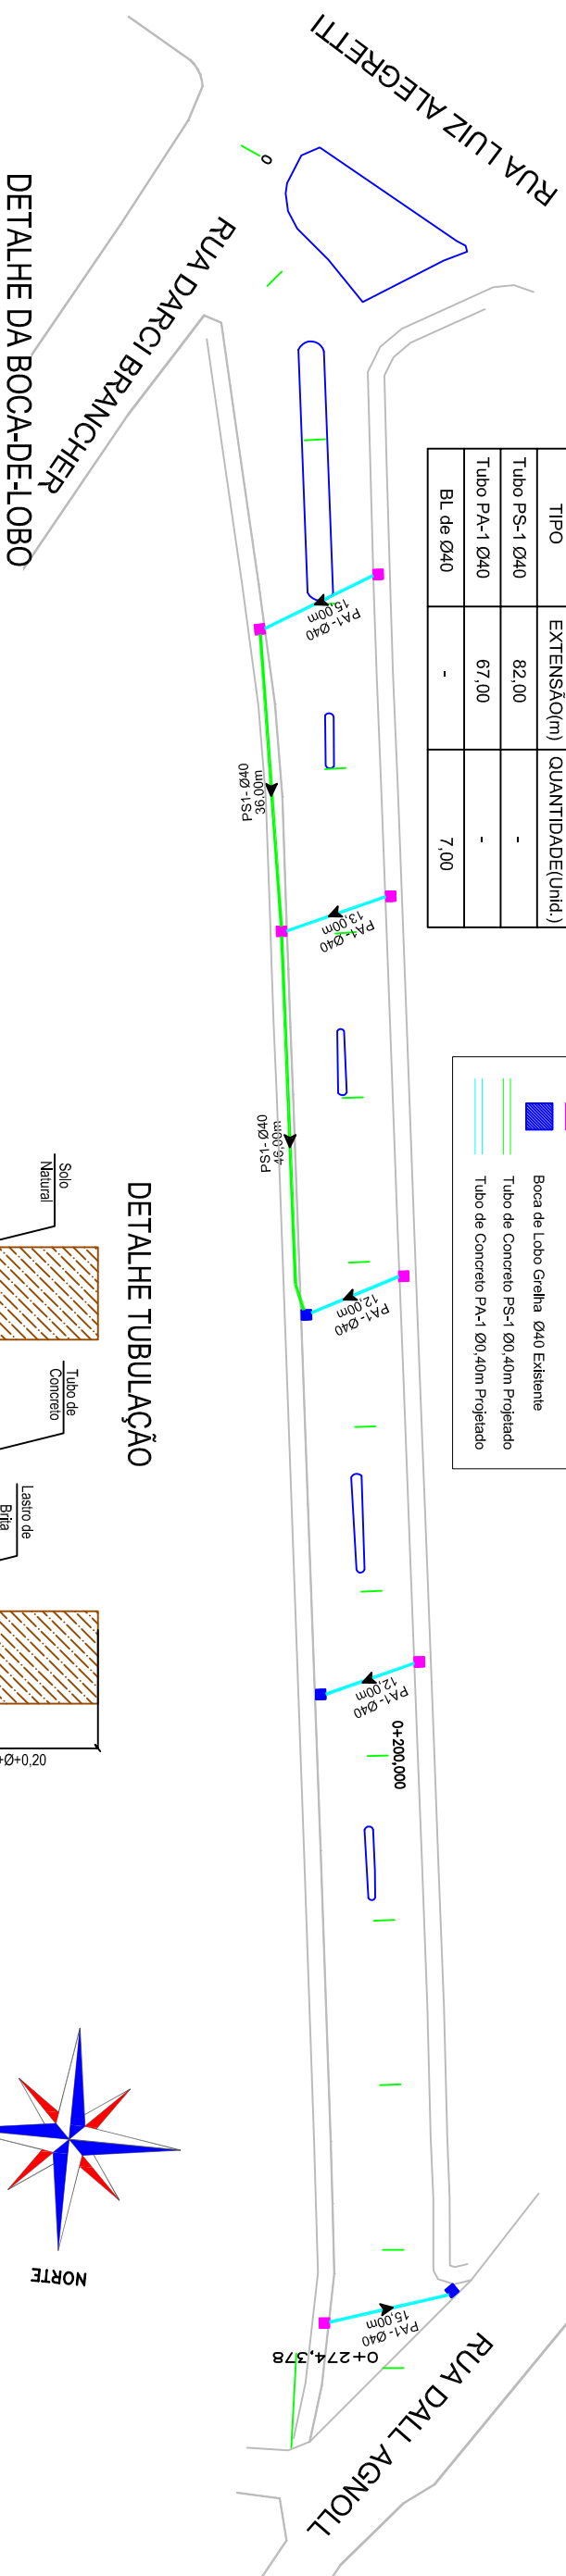 RUA LUIZ ALEGRETTI
0
RUA DARCI BRANCHER
DETALHE DA BOCA-DE-LOBO
TIPO EXTENSÃO(m) QUANTIDADE(Unid.)
Tubo PS-1 Ø40 82,00 -
Tubo PA-1 Ø40 67,00 -
BL de Ø40 - 7,00
PA1-Ø40
15,00m
PS1-Ø40
36,00m
PA1-Ø40
13,00m
Boca de Lobo Grelha Ø40 Existente
Tubo de Concreto PS-1 Ø0,40m Projetado
Tubo de Concreto PA-1 Ø0,40m Projetado
PS1-Ø40
46,00m
PA1-Ø40
12,00m
DETALHE TUBULAÇÃO
Solo
Natural
Tubo de
Concreto
Lastro de
Brita
PA1-Ø40
12,00m
0+200,000
+Ø+0,20
NORTE
PA1-Ø40
15,00m
0+274,378
RUA DALL AGNOLL